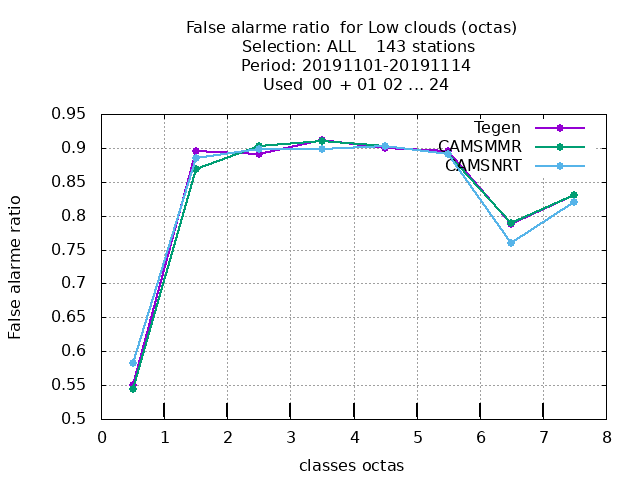 False alarme ratio  for Low clouds (octas)
Selection: ALL    143 stations
Period: 20191101-20191114
Used  00  + 01 02 ... 24
0.95
0.9
0.85
0.8
0.75
0.7
0.65
0.6
0.55
0.5
False alarme ratio
Tegen
CAMSMMR
CAMSNRT
0 1 2 3 4 5 6 7 8
classes octas